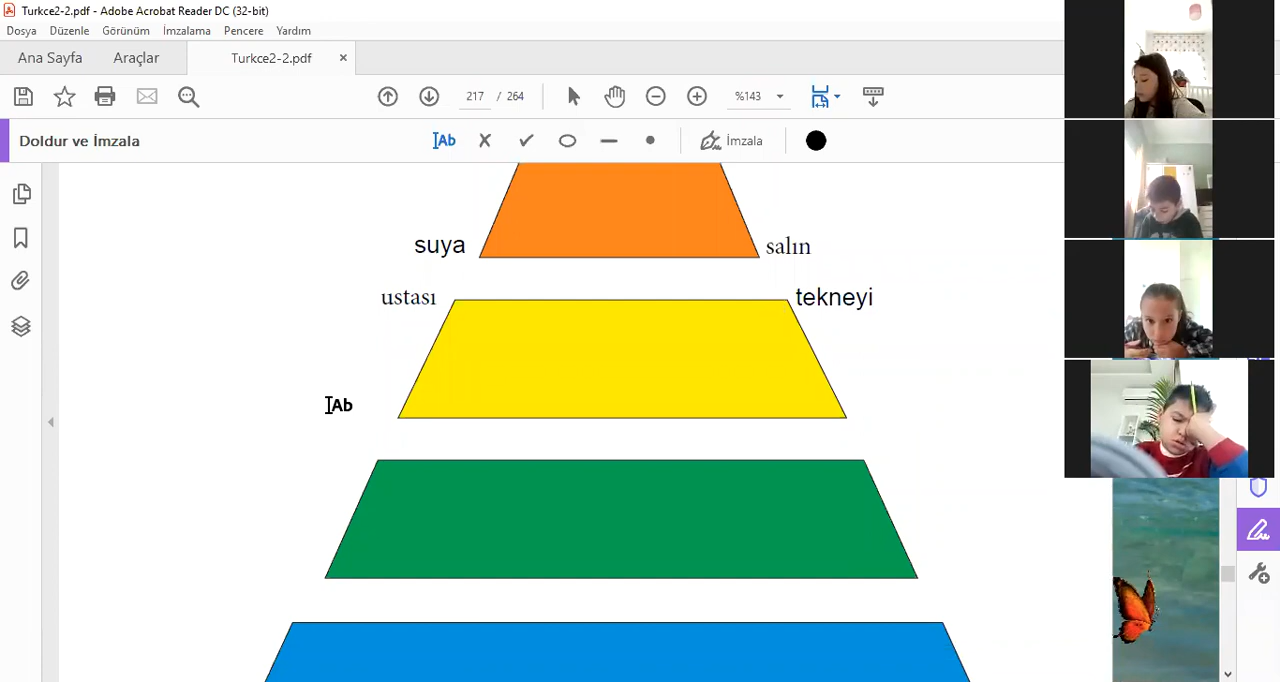 Turkce2-2.pdf - Adobe Acrobat Reader DC (32-bit)
Dosya Düzenle Görünüm İmzalama Pencere Yardım
Ana Sayfa Araçlar Turkce2-2.pdf ×
217 / 264 %143
Doldur ve İmzala Ab İmzala
suya salın
ustası tekneyi
Ab